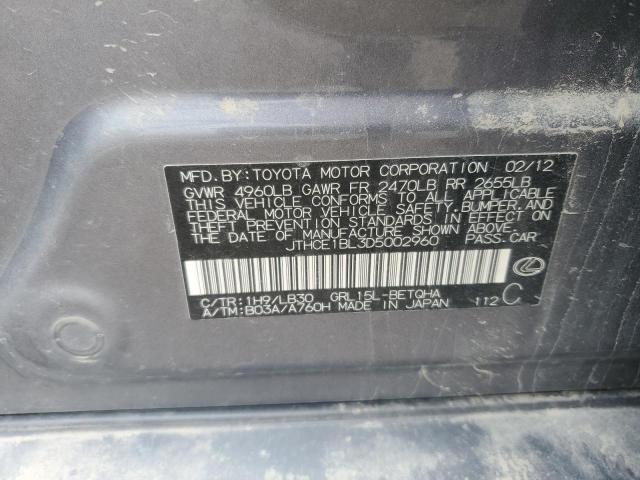 MFD.BY:TOYOTA MOTOR CORPORATION 02/12
GVWR 4960LB GAWR FR 2470LB RR 2655LB
THIS VEHICLE CONFORMS TO ALL APPLICABLE
FEDERAL MOTOR VEHICLE SAFETY, BUMPER, AND
THEFT PREVENTION STANDARDS IN EFFECT ON
THE DATE OF MANUFACTURE SHOWN ABOVE.
JTHCE1BL3D5002960 PASS.CAR
C/TR:1H9/LB30 GRL15L-BETQHA
A/TM:B03A/A760H MADE IN JAPAN 112 C